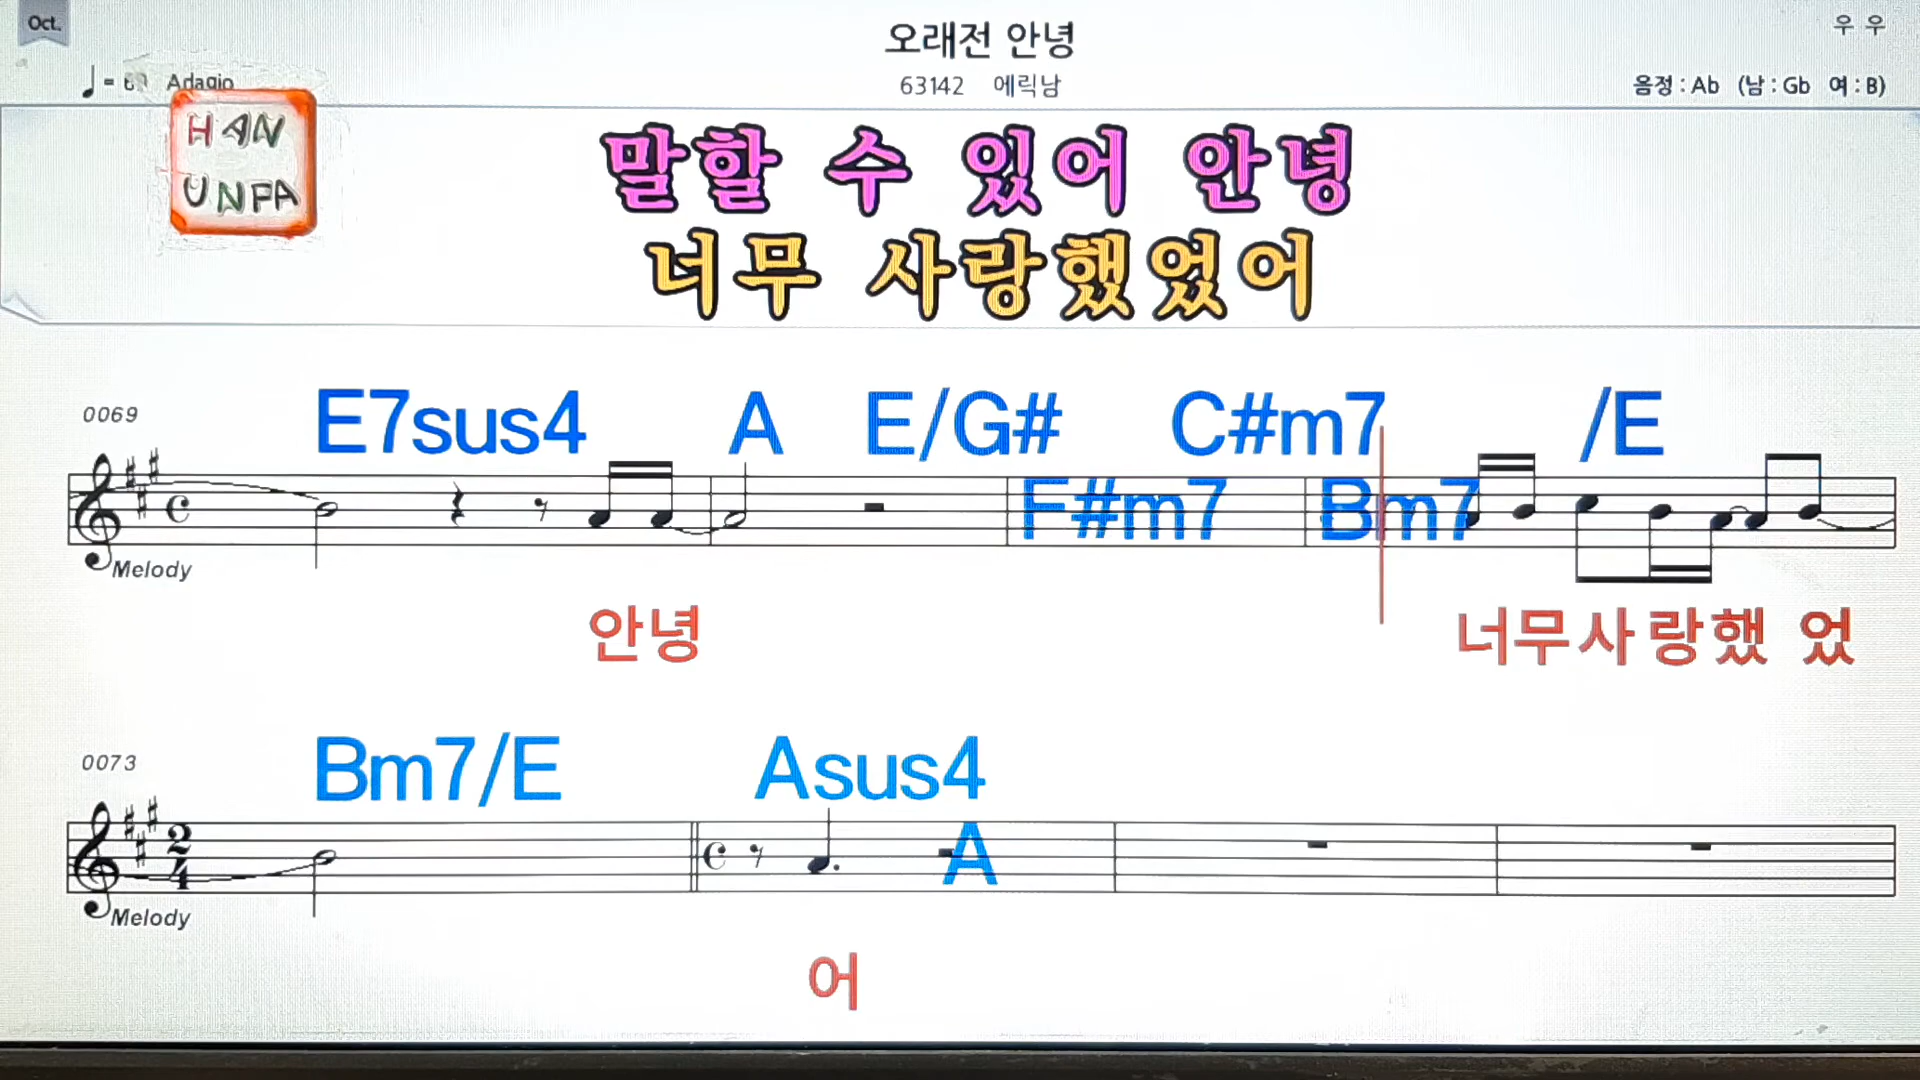 Oct.
오래전 안녕
우 우
Adagio
63142 에릭남
음정 : Ab (남 : Gb 여 : B)
HAN
UNFA
말할 수 있어 안녕
너무 사랑했었어
0069
E7sus4 A E/G# C#m7 /E
F#m7 Bm7
Melody
안녕 너무사랑했 었
0073
Bm7/E Asus4
A
2
4
Melody
어